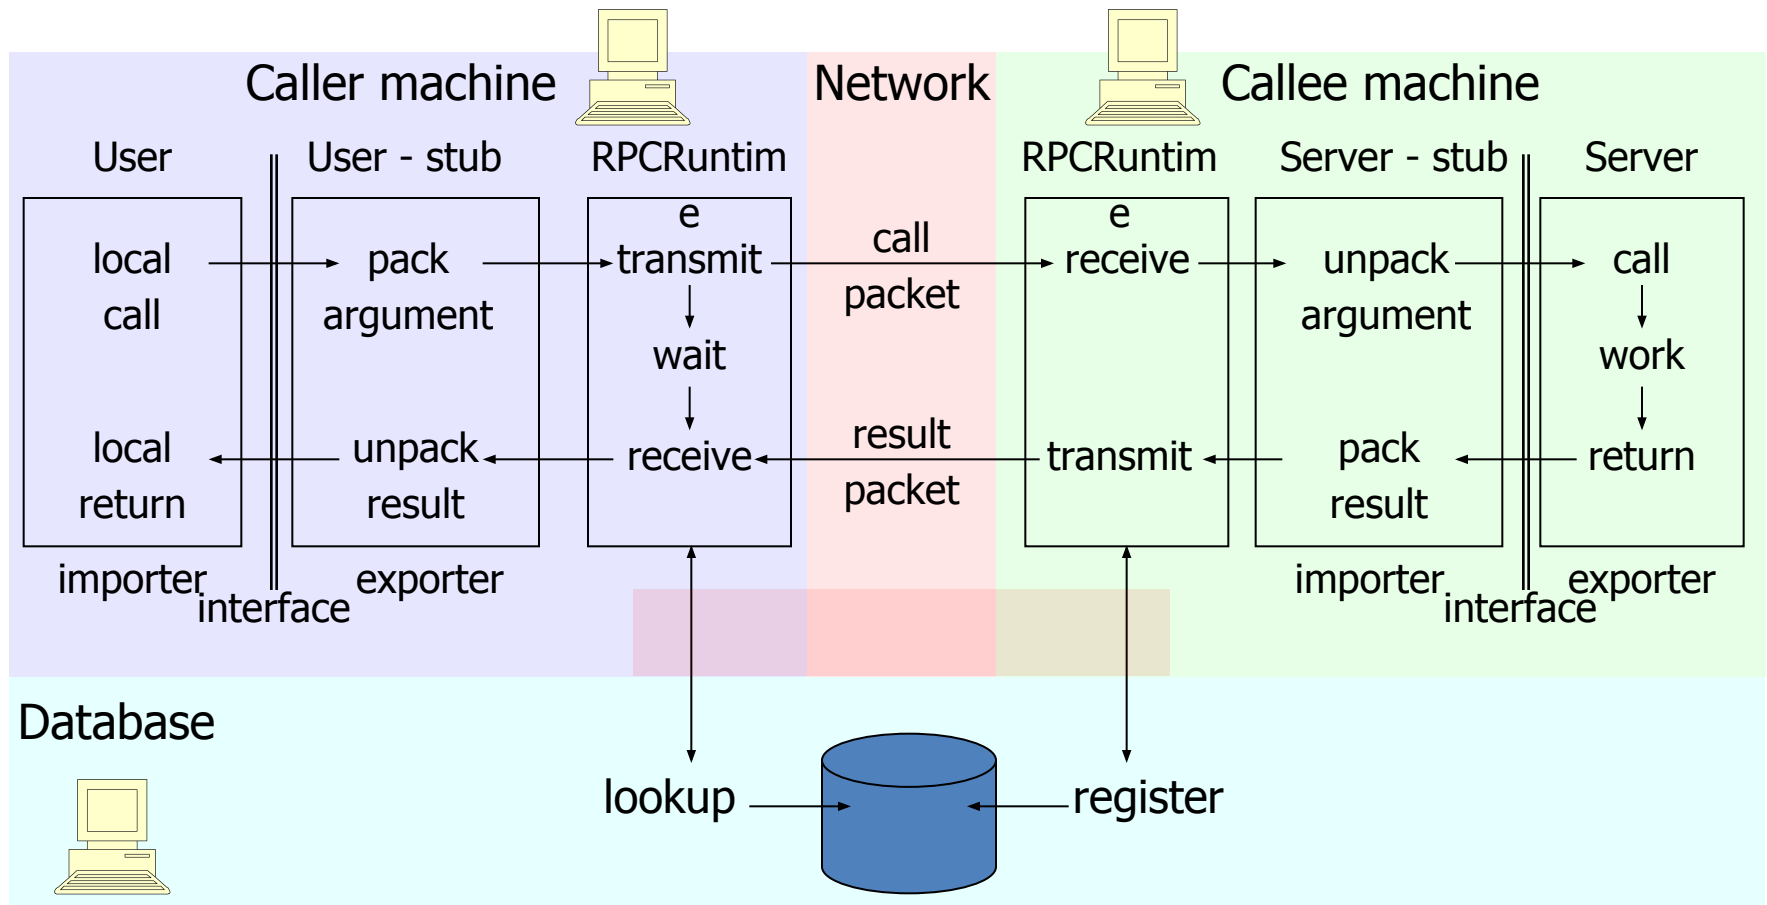 Caller machine
Network
Callee machine
User
User - stub
RPCRuntim
e
RPCRuntim
e
Server - stub
Server
local
call
pack
argument
transmit
wait
receive
call
packet
receive
unpack
argument
call
work
return
local
return
unpack
result
result
packet
transmit
pack
result
importer
interface
exporter
importer
interface
exporter
Database
lookup
register